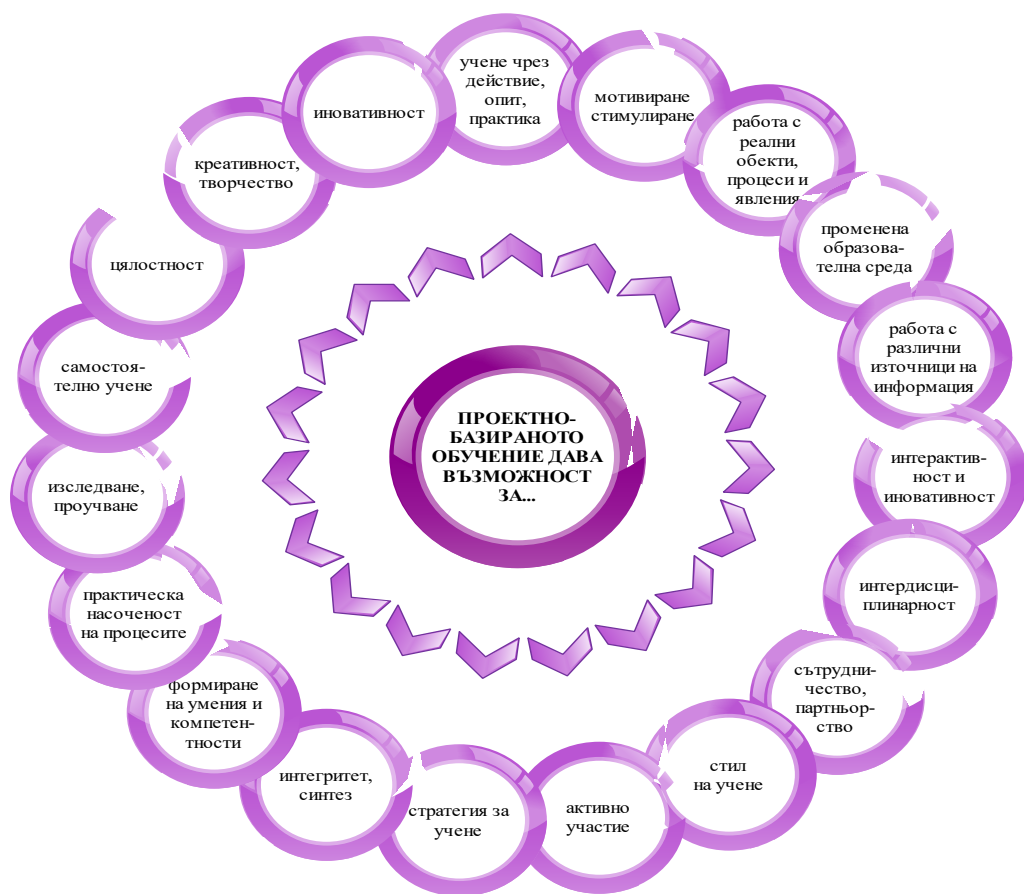 ПРОЕКТНО-
БАЗИРАНОТО
ОБУЧЕНИЕ ДАВА
ВЪЗМОЖНОСТ
ЗА...
учене чрез
действие,
опит,
практика
мотивиране
стимулиране
работа с
реални
обекти,
процеси и
явления
променена
образова-
телна среда
работа с
различни
източници на
информация
интерактив-
ност и
иновативност
интердисци-
плинарност
сътрудни-
чество,
партньор-
ство
стил
на учене
активно
участие
стратегия за
учене
интегритет,
синтез
формиране
на умения и
компетен-
тности
практическа
насоченост
на процесите
изследване,
проучване
самостоя-
телно учене
цялостност
креативност,
творчество
иновативност